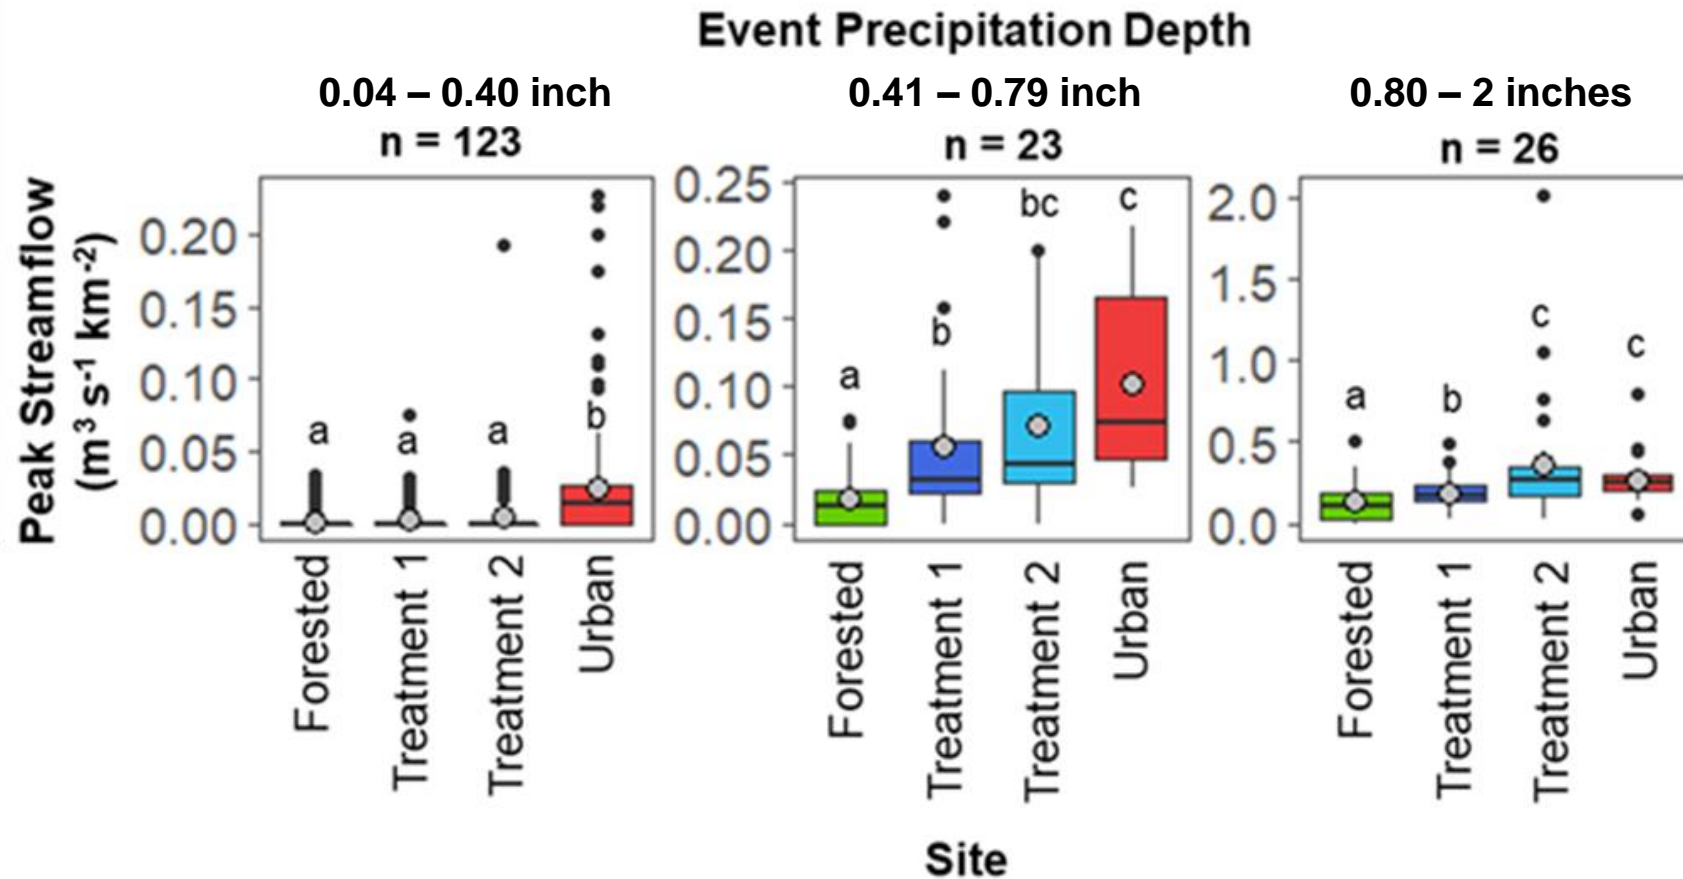 Event Precipitation Depth
0.04 – 0.40 inch
n = 123
0.41 – 0.79 inch
n = 23
0.80 – 2 inches
n = 26
Peak Streamflow
(m³ s⁻¹ km⁻²)
0.20
0.15
0.10
0.05
0.00
a
a
a
b
Forested
Treatment 1
Treatment 2
Urban
0.25
0.20
0.15
0.10
0.05
0.00
a
b
bc
c
Forested
Treatment 1
Treatment 2
Urban
2.0
1.5
1.0
0.5
0.0
a
b
c
c
Forested
Treatment 1
Treatment 2
Urban
Site